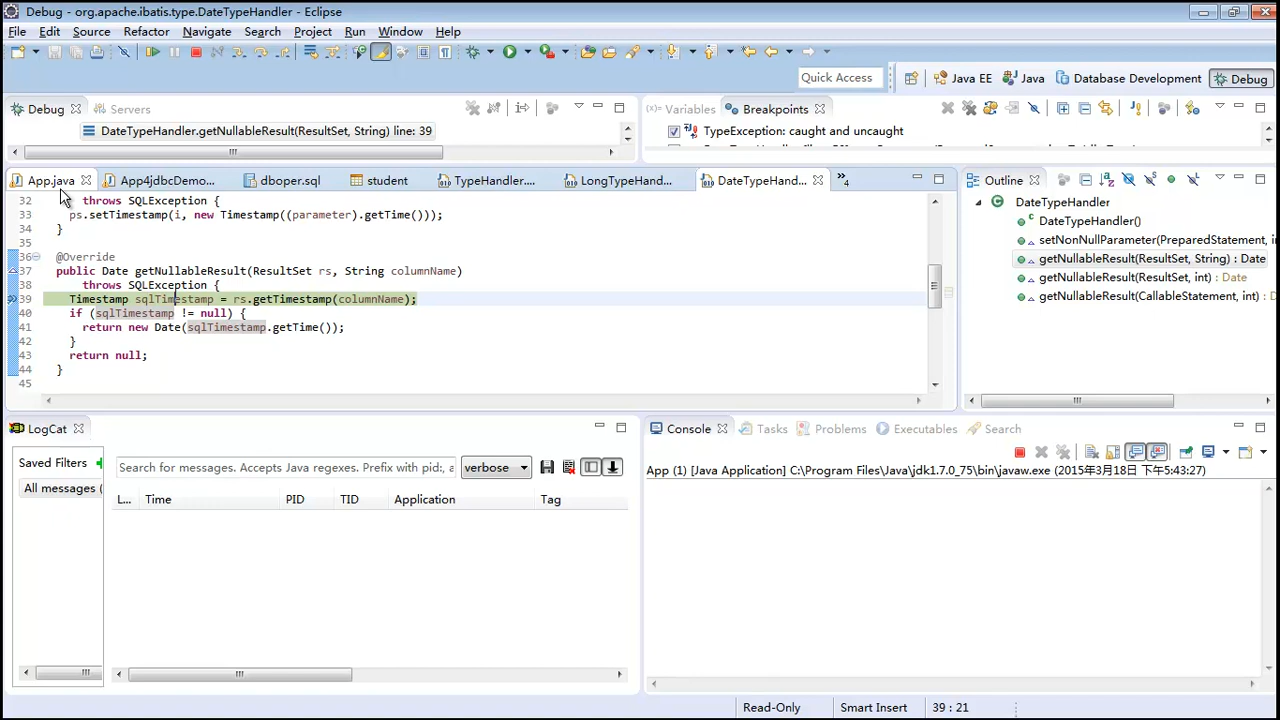 Debug - org.apache.ibatis.type.DateTypeHandler - Eclipse
File Edit Source Refactor Navigate Search Project Run Window Help
Quick Access Java EE Java Database Development Debug
Debug Servers
DateTypeHandler.getNullableResult(ResultSet, String) line: 39
(x)= Variables Breakpoints
TypeException: caught and uncaught
App.java App4jdbcDemo... dboper.sql student TypeHandler.... LongTypeHand... DateTypeHand... 4
32 throws SQLException {
33 ps.setTimestamp(i, new Timestamp((parameter).getTime()));
34 }
35
36 @Override
37 public Date getNullableResult(ResultSet rs, String columnName)
38 throws SQLException {
39 Timestamp sqlTimestamp = rs.getTimestamp(columnName);
40 if (sqlTimestamp != null) {
41 return new Date(sqlTimestamp.getTime());
42 }
43 return null;
44 }
45
Outline
DateTypeHandler
DateTypeHandler()
setNonNullParameter(PreparedStatement, in
getNullableResult(ResultSet, String) : Date
getNullableResult(ResultSet, int) : Date
getNullableResult(CallableStatement, int) : D
LogCat
Saved Filters
All messages (
Search for messages. Accepts Java regexes. Prefix with pid:, a verbose
L... Time PID TID Application Tag
Console Tasks Problems Executables Search
App (1) [Java Application] C:\Program Files\Java\jdk1.7.0_75\bin\javaw.exe (2015年3月18日 下午5:43:27)
Read-Only Smart Insert 39 : 21